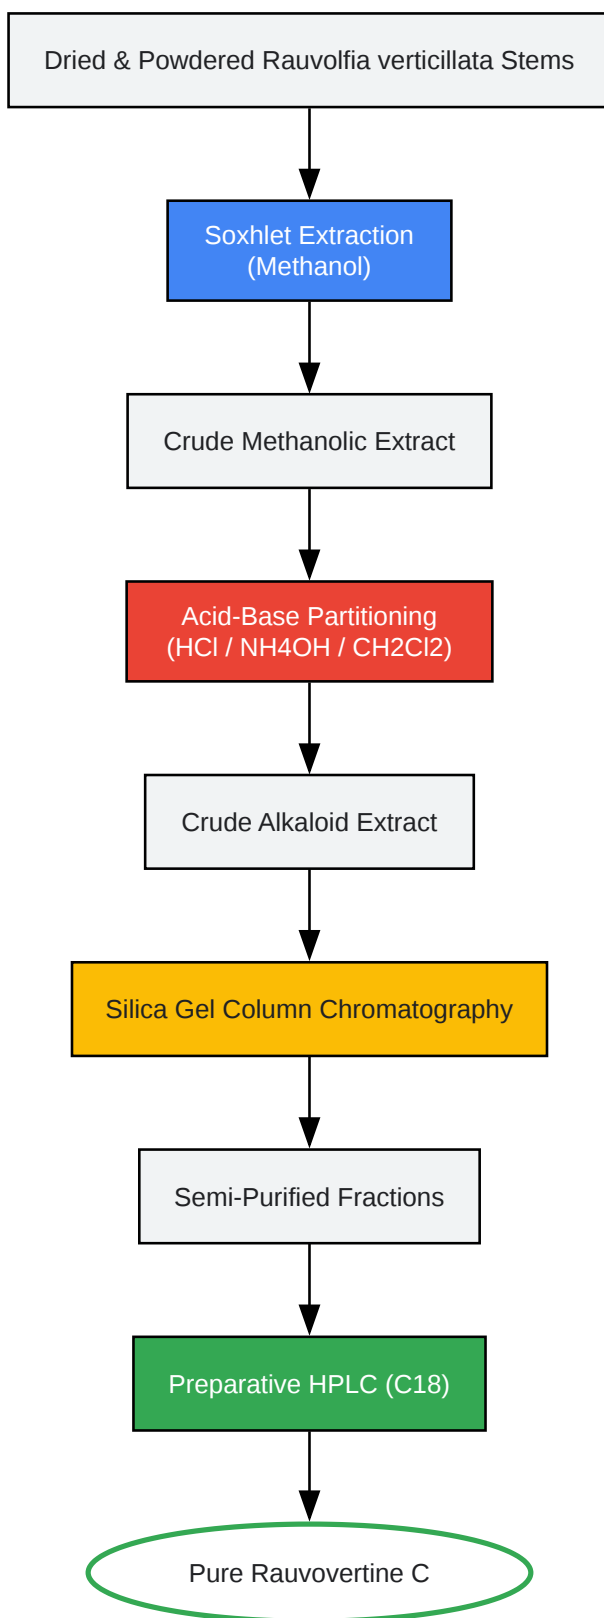 Dried & Powdered Rauvolfia verticillata Stems
Soxhlet Extraction
(Methanol)
Crude Methanolic Extract
Acid-Base Partitioning
(HCl / NH4OH / CH2Cl2)
Crude Alkaloid Extract
Silica Gel Column Chromatography
Semi-Purified Fractions
Preparative HPLC (C18)
Pure Rauvovertine C